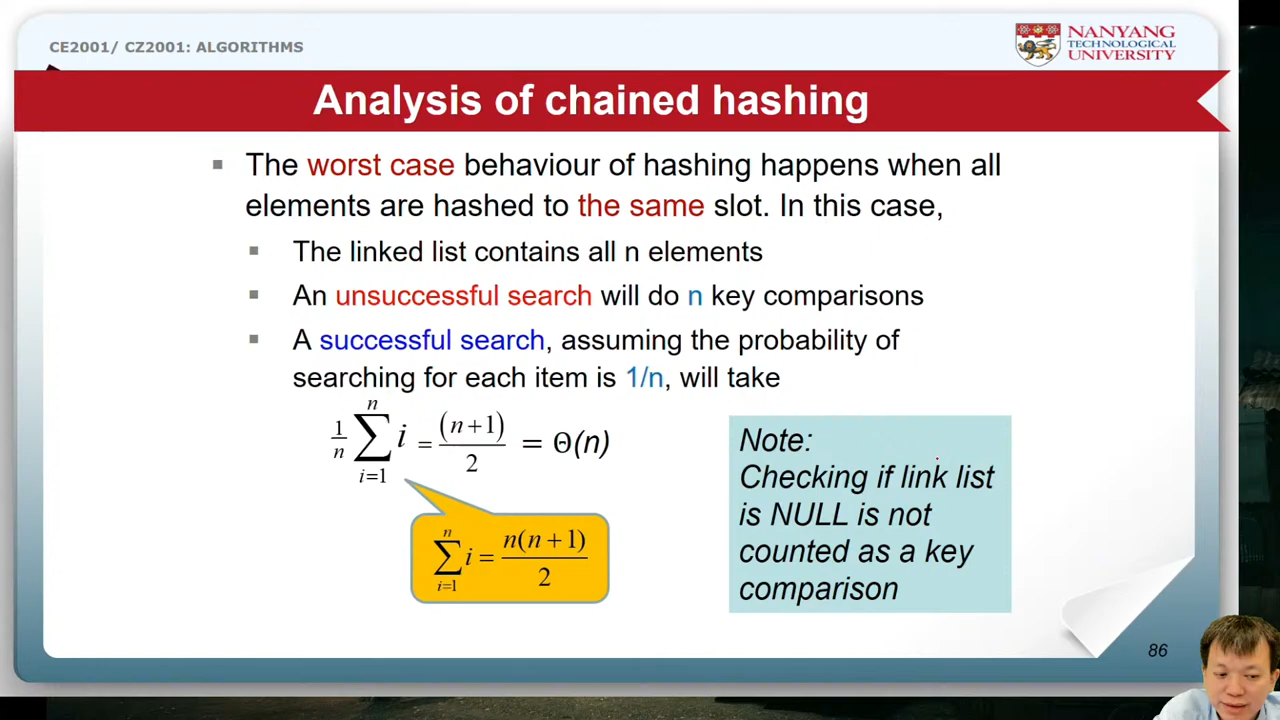 CE2001/ CZ2001: ALGORITHMS
NANYANG
TECHNOLOGICAL
UNIVERSITY
Analysis of chained hashing
▪ The worst case behaviour of hashing happens when all
elements are hashed to the same slot. In this case,
▪ The linked list contains all n elements
▪ An unsuccessful search will do n key comparisons
▪ A successful search, assuming the probability of
searching for each item is 1/n, will take
1/n ∑_{i=1}^{n} i = (n+1)/2 = Θ(n)
∑_{i=1}^{n} i = n(n+1)/2
Note:
Checking if link list
is NULL is not
counted as a key
comparison
86